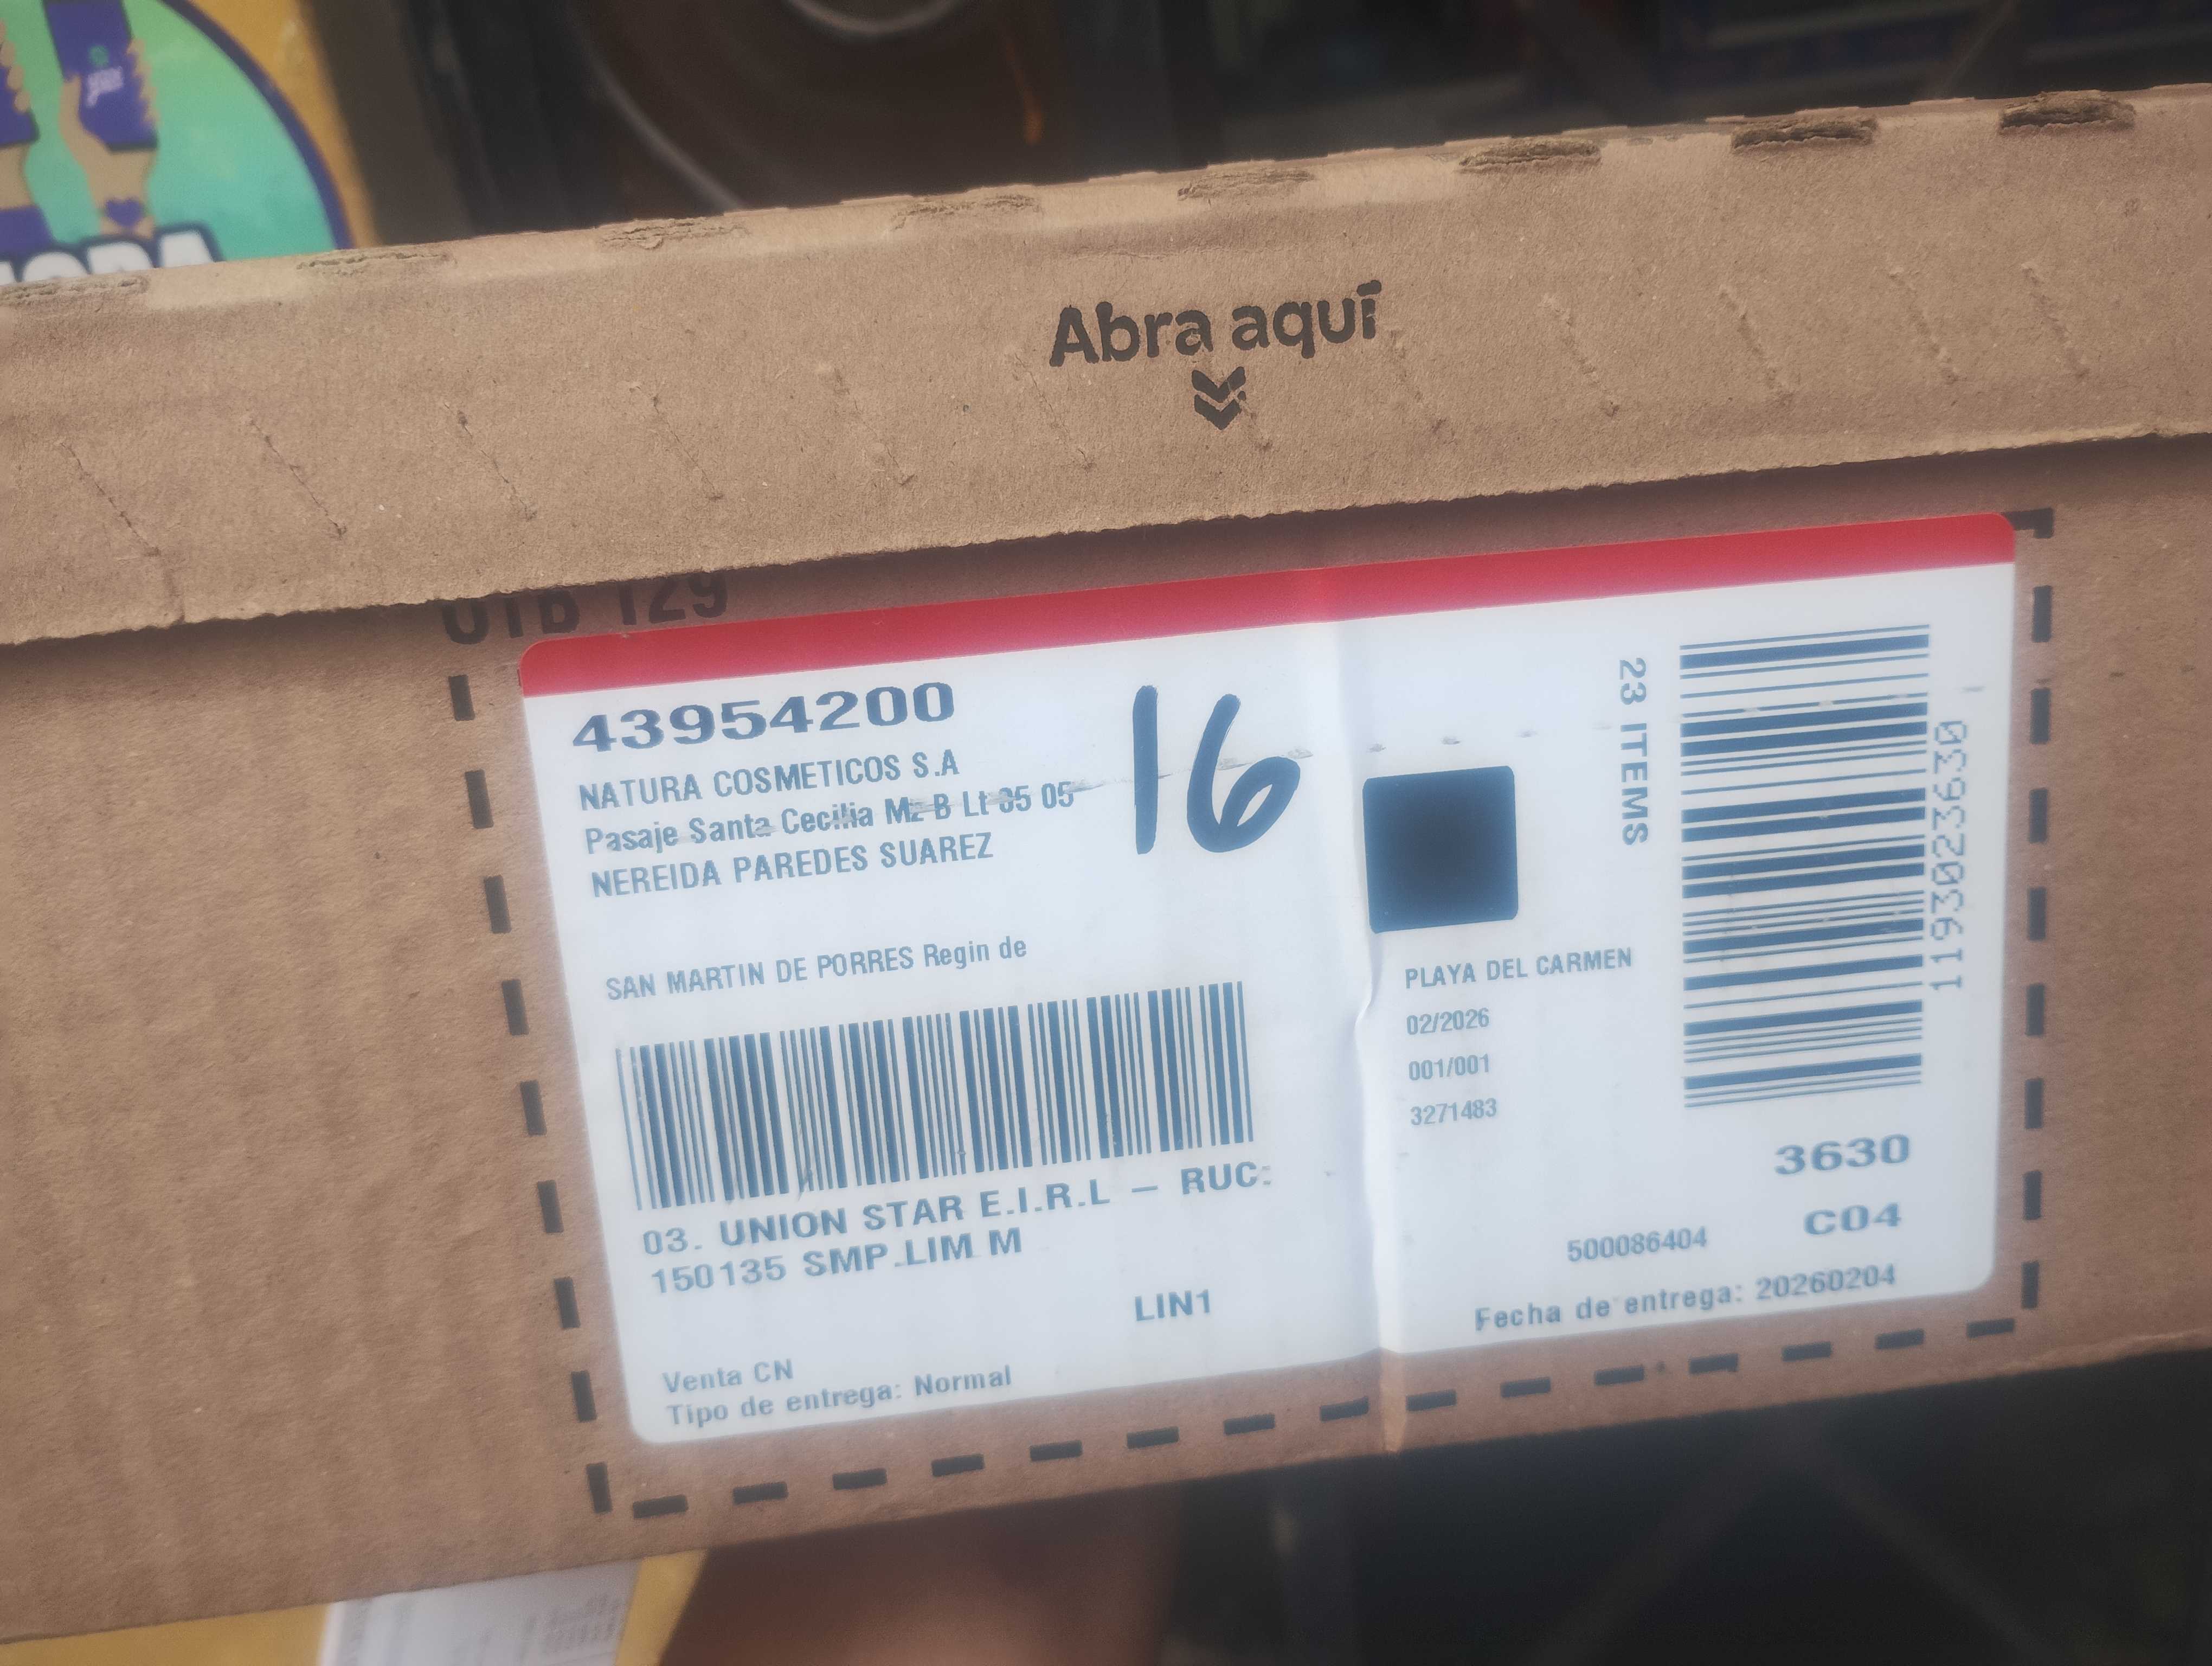 Abra aquí
UTB 129
43954200
16
NATURA COSMETICOS S.A
Pasaje Santa Cecilia Mz B Lt 05 05
NEREIDA PAREDES SUAREZ
SAN MARTIN DE PORRES Regin de
03. UNION STAR E.I.R.L – RUC:
150135 SMP.LIM M
LIN1
Venta CN
Tipo de entrega: Normal
23 ITEMS
1193023630
PLAYA DEL CARMEN
02/2026
001/001
3271483
3630
C04
500086404
Fecha de entrega: 20260204